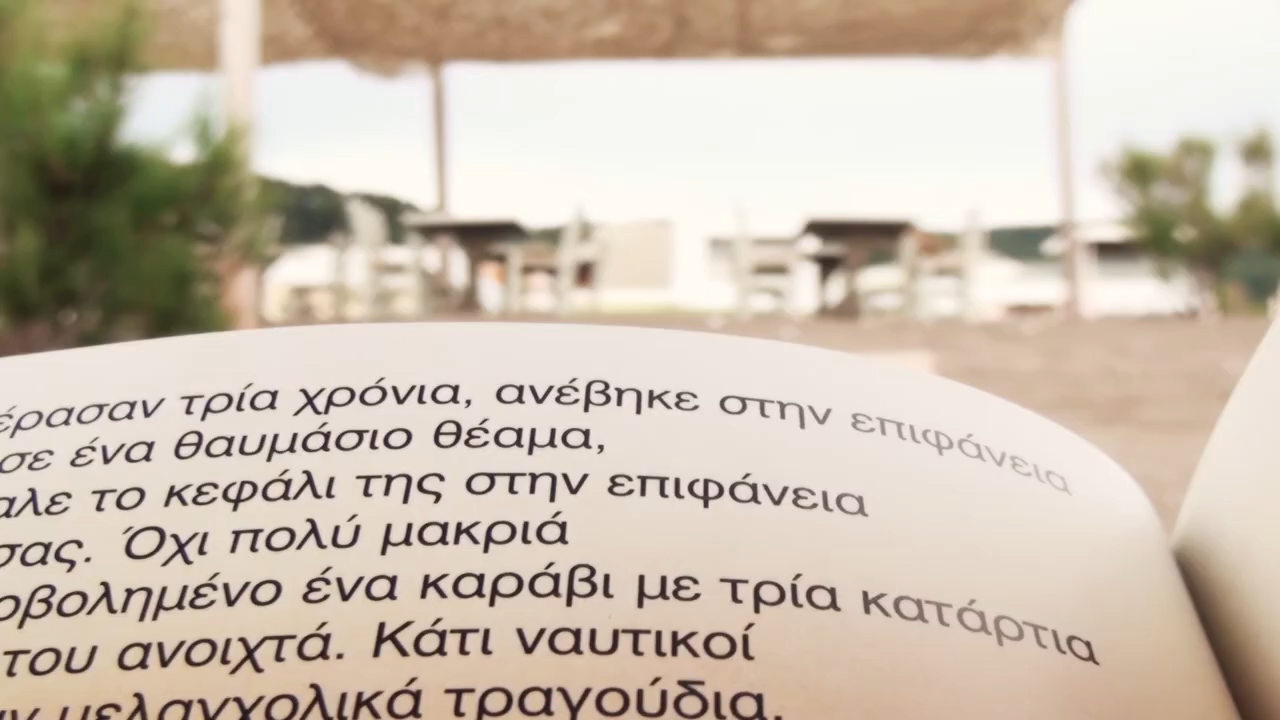 έρασαν τρία χρόνια, ανέβηκε στην επιφάνεια
σε ένα θαυμάσιο θέαμα,
αλε το κεφάλι της στην επιφάνεια
σας. Όχι πολύ μακριά
οβολημένο ένα καράβι με τρία κατάρτια
του ανοιχτά. Κάτι ναυτικοί
αν μελαγχολικά τραγούδια.